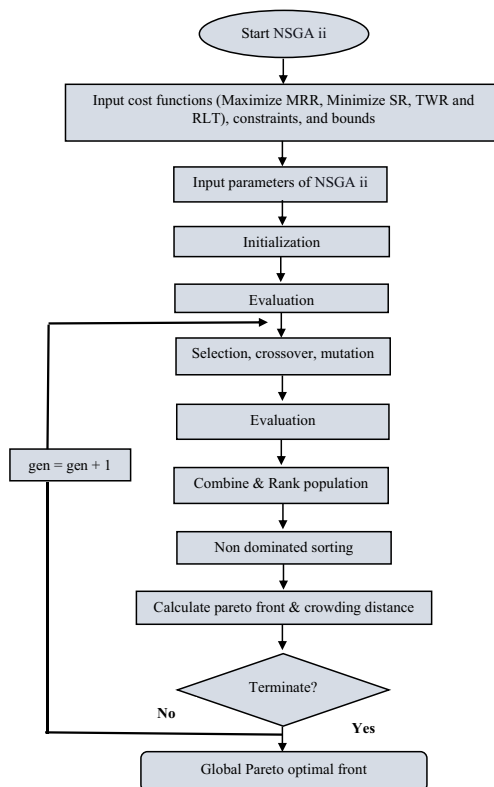 Start NSGA ii
Input cost functions (Maximize MRR, Minimize SR, TWR and
RLT), constraints, and bounds
Input parameters of NSGA ii
Initialization
Evaluation
Selection, crossover, mutation
Evaluation
gen = gen + 1
Combine & Rank population
Non dominated sorting
Calculate pareto front & crowding distance
Terminate?
No
Yes
Global Pareto optimal front